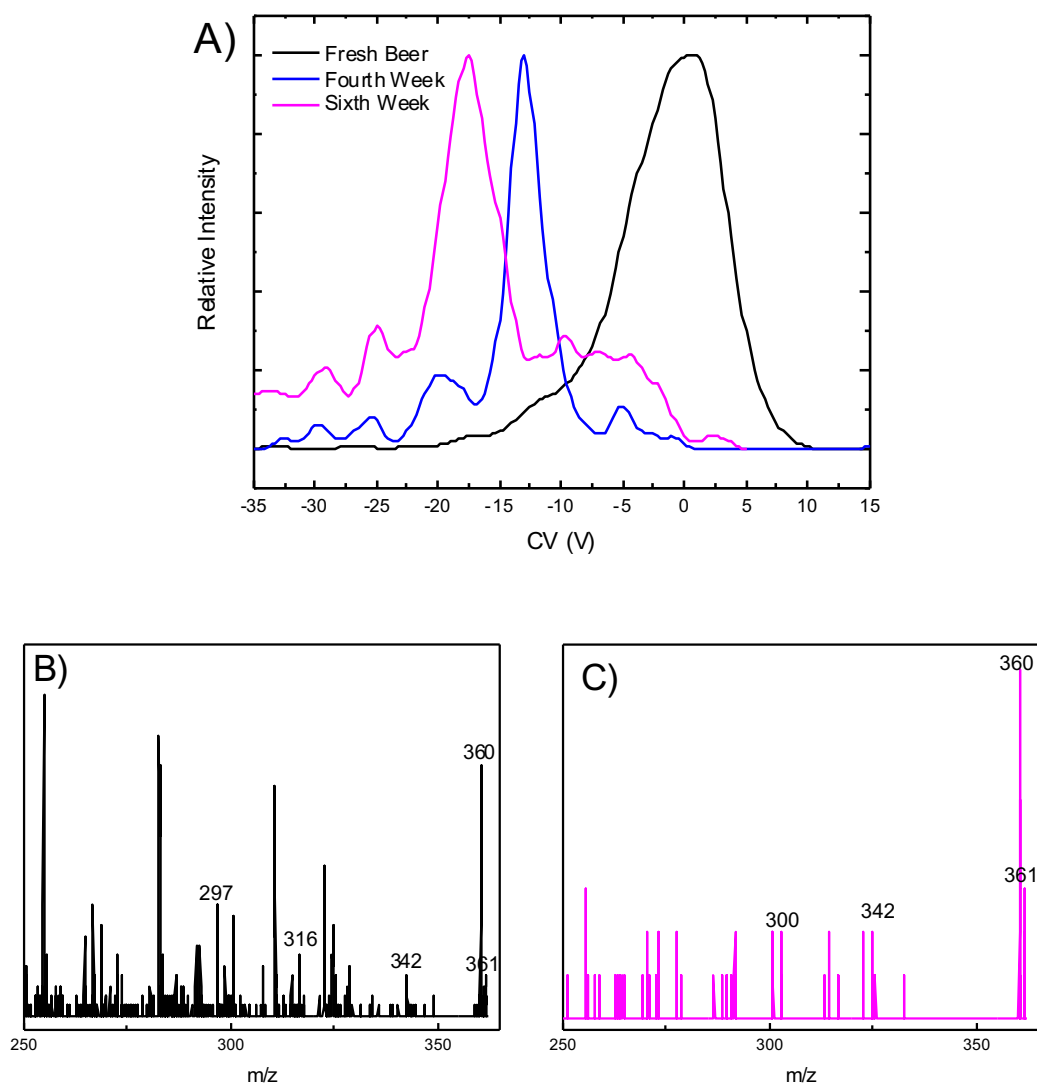 A)
Fresh Beer
Fourth Week
Sixth Week
Relative Intensity
-35 -30 -25 -20 -15 -10 -5 0 5 10 15
CV (V)
B)
297
316
342
360
361
250 300 350
m/z
C)
300
342
360
361
250 300 350
m/z